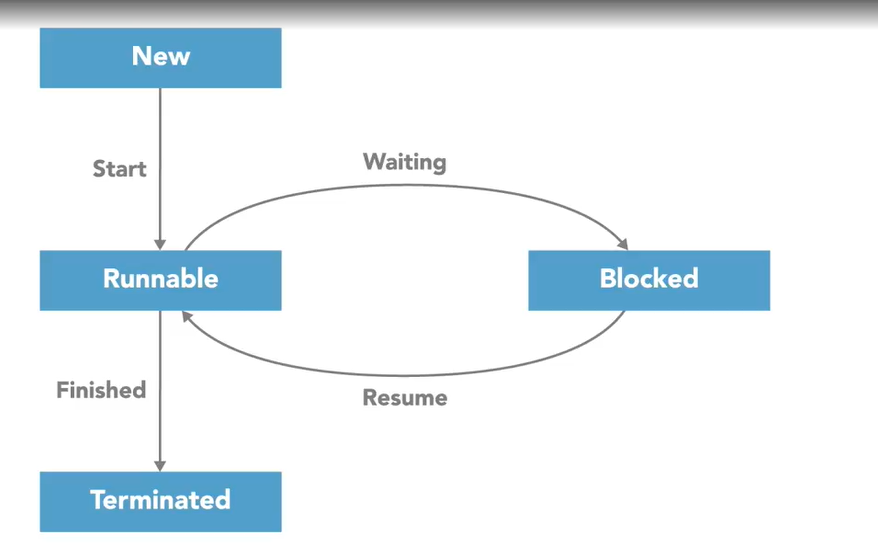 New
Start
Waiting
Runnable
Blocked
Finished
Resume
Terminated